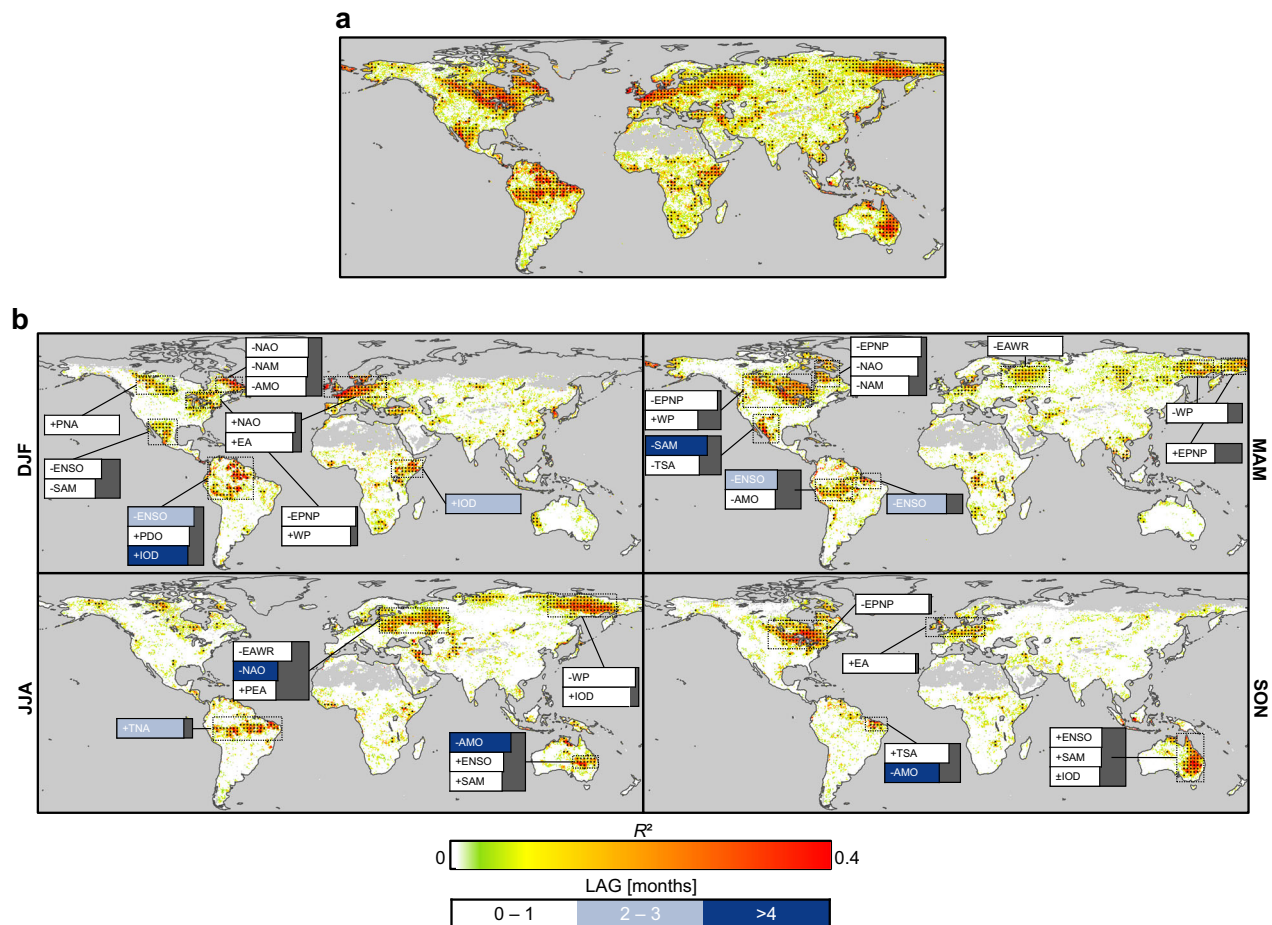 a
b
DJF
-NAO
-NAM
-AMO
+PNA
+NAO
+EA
-ENSO
-SAM
+IOD
-ENSO
+PDO
+IOD
-EPNP
+WP
MAM
-EPNP
-NAO
-NAM
-EAWR
-EPNP
+WP
-WP
-SAM
-TSA
+EPNP
-ENSO
-AMO
-ENSO
JJA
-EAWR
-NAO
+PEA
-WP
+IOD
+TNA
-AMO
+ENSO
+SAM
SON
-EPNP
+EA
+TSA
-AMO
+ENSO
+SAM
±IOD
R²
0
0.4
LAG [months]
0 – 1
2 – 3
>4